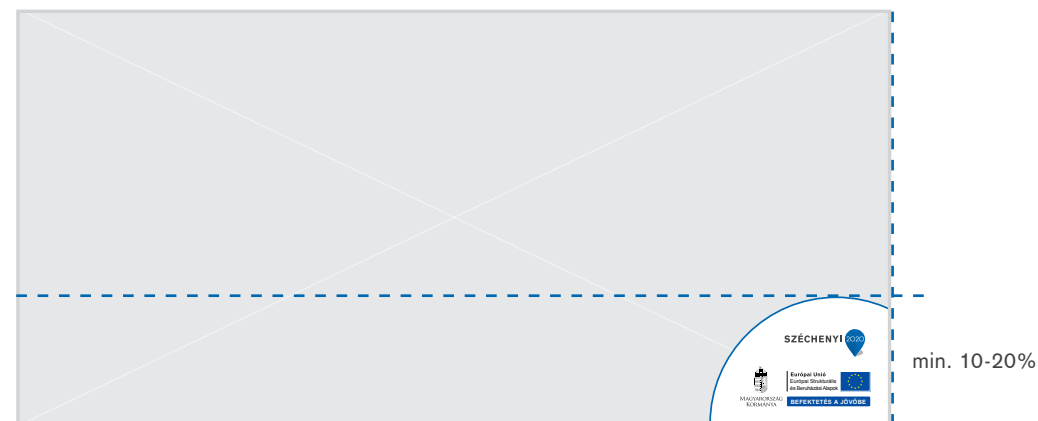 SZÉCHENYI 2020
min. 10-20%
Európai Unió
Európai Strukturális
és Beruházási Alapok
MAGYARORSZÁG
KORMÁNYA
BEFEKTETÉS A JÖVŐBE